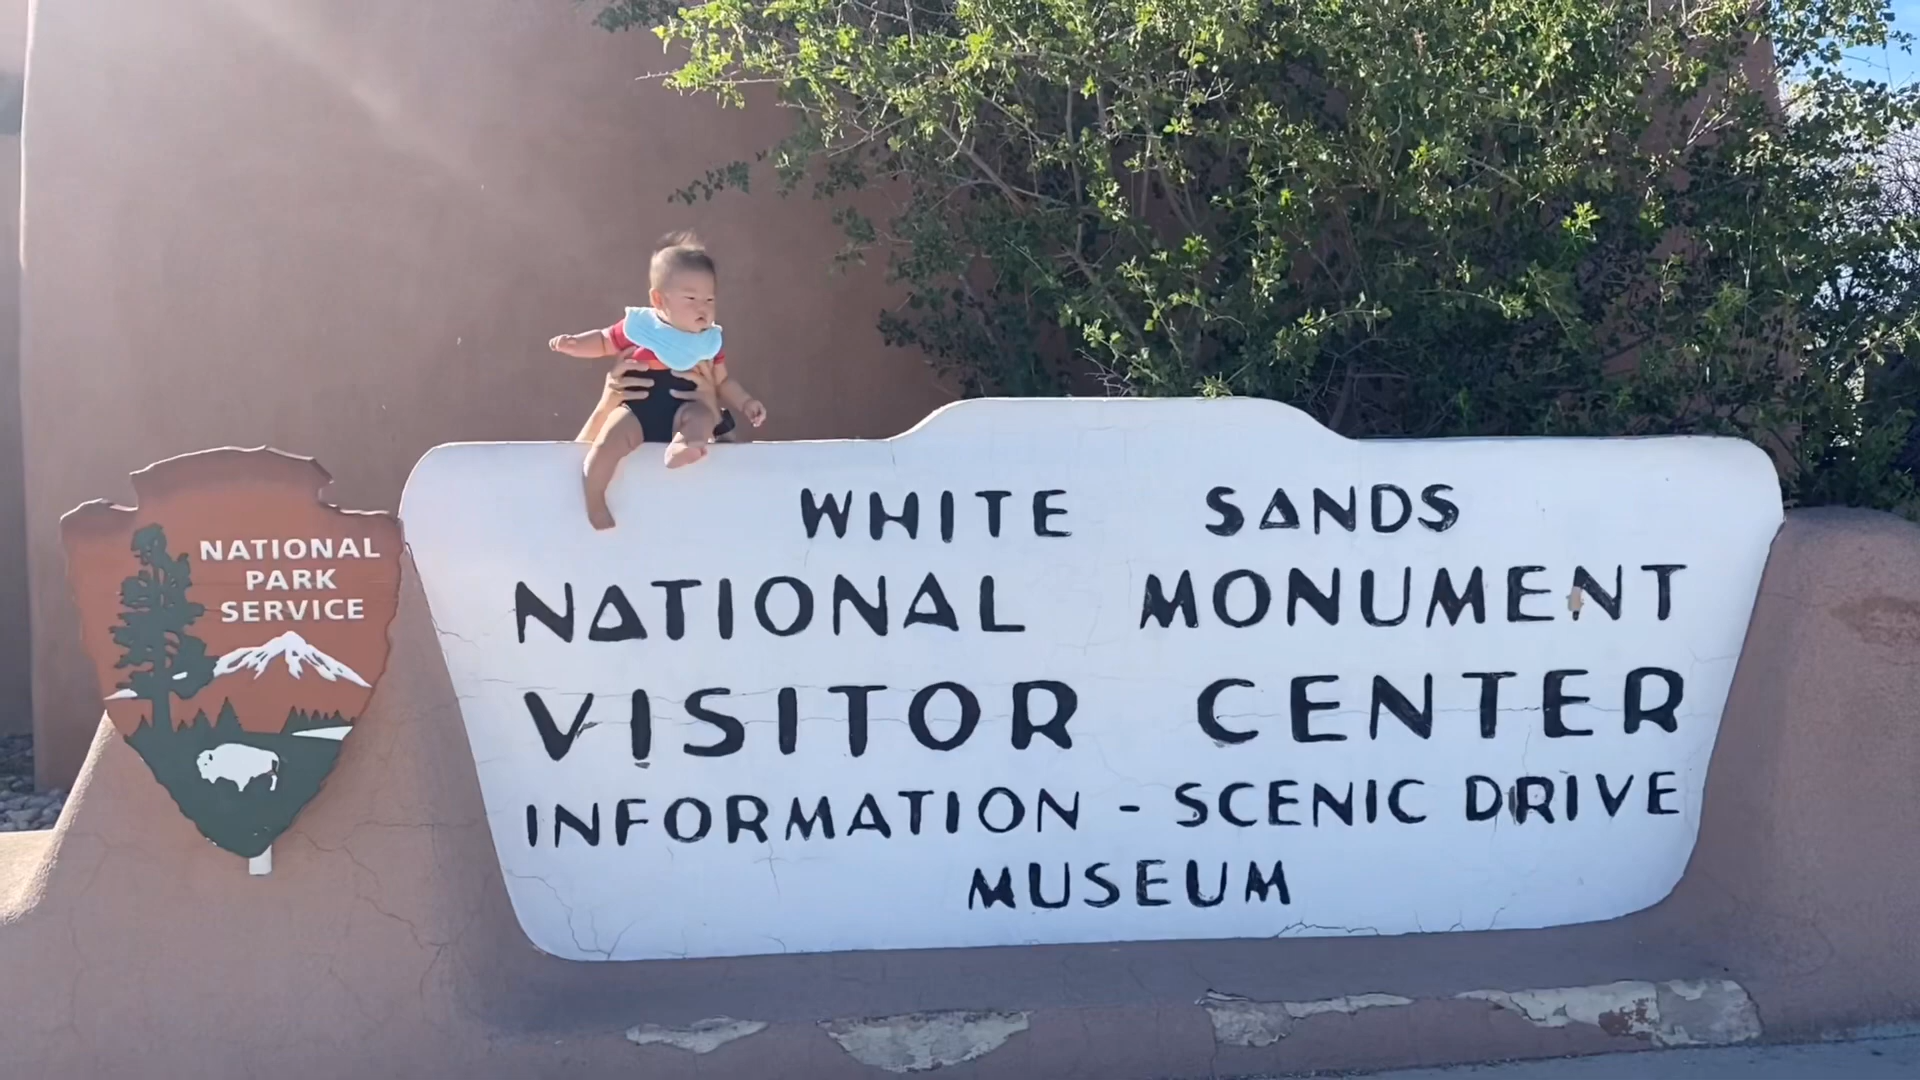 NATIONAL
PARK
SERVICE
WHITE SANDS
NATIONAL MONUMENT
VISITOR CENTER
INFORMATION - SCENIC DRIVE
MUSEUM